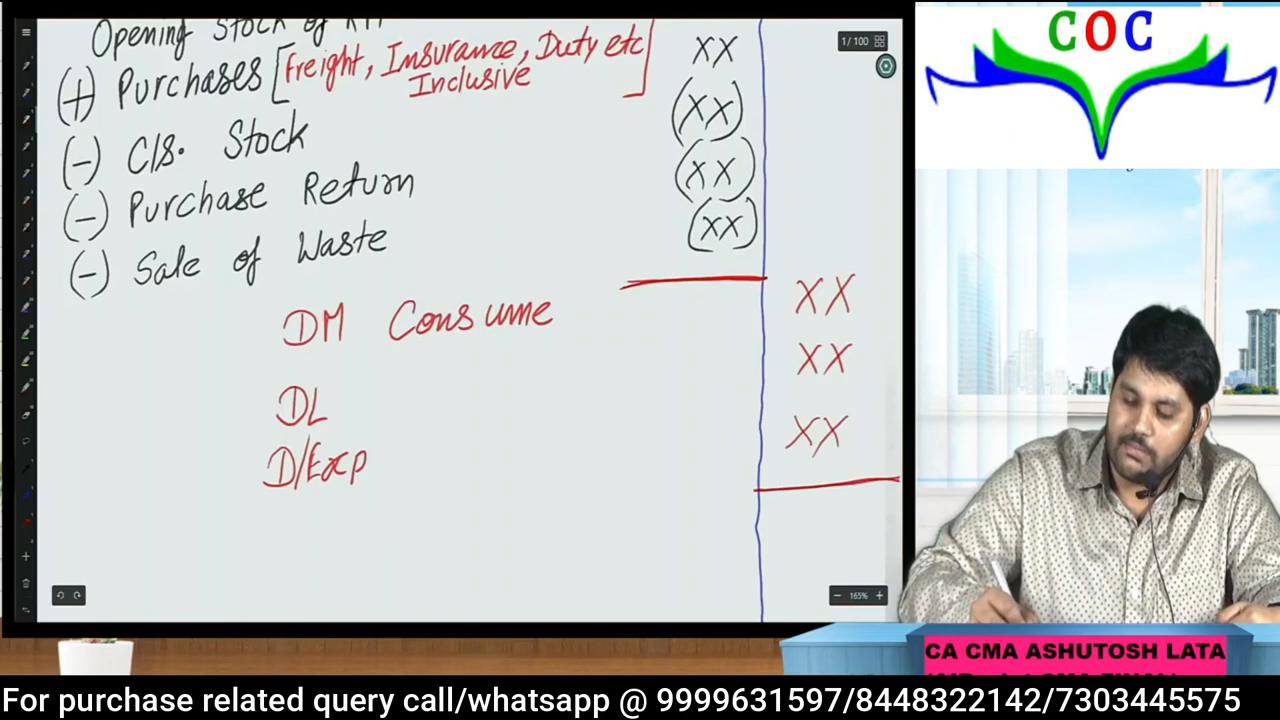 Opening Stock of RM
(+) Purchases [Freight, Insurance, Duty etc XX
Inclusive]
(-) C/S. Stock (XX)
(-) Purchase Return (XX)
(-) Sale of Waste (XX)
DM Consume XX
DL XX
D/Exp XX
1/100
165%
COC
CA CMA ASHUTOSH LATA
For purchase related query call/whatsapp @ 9999631597/8448322142/7303445575